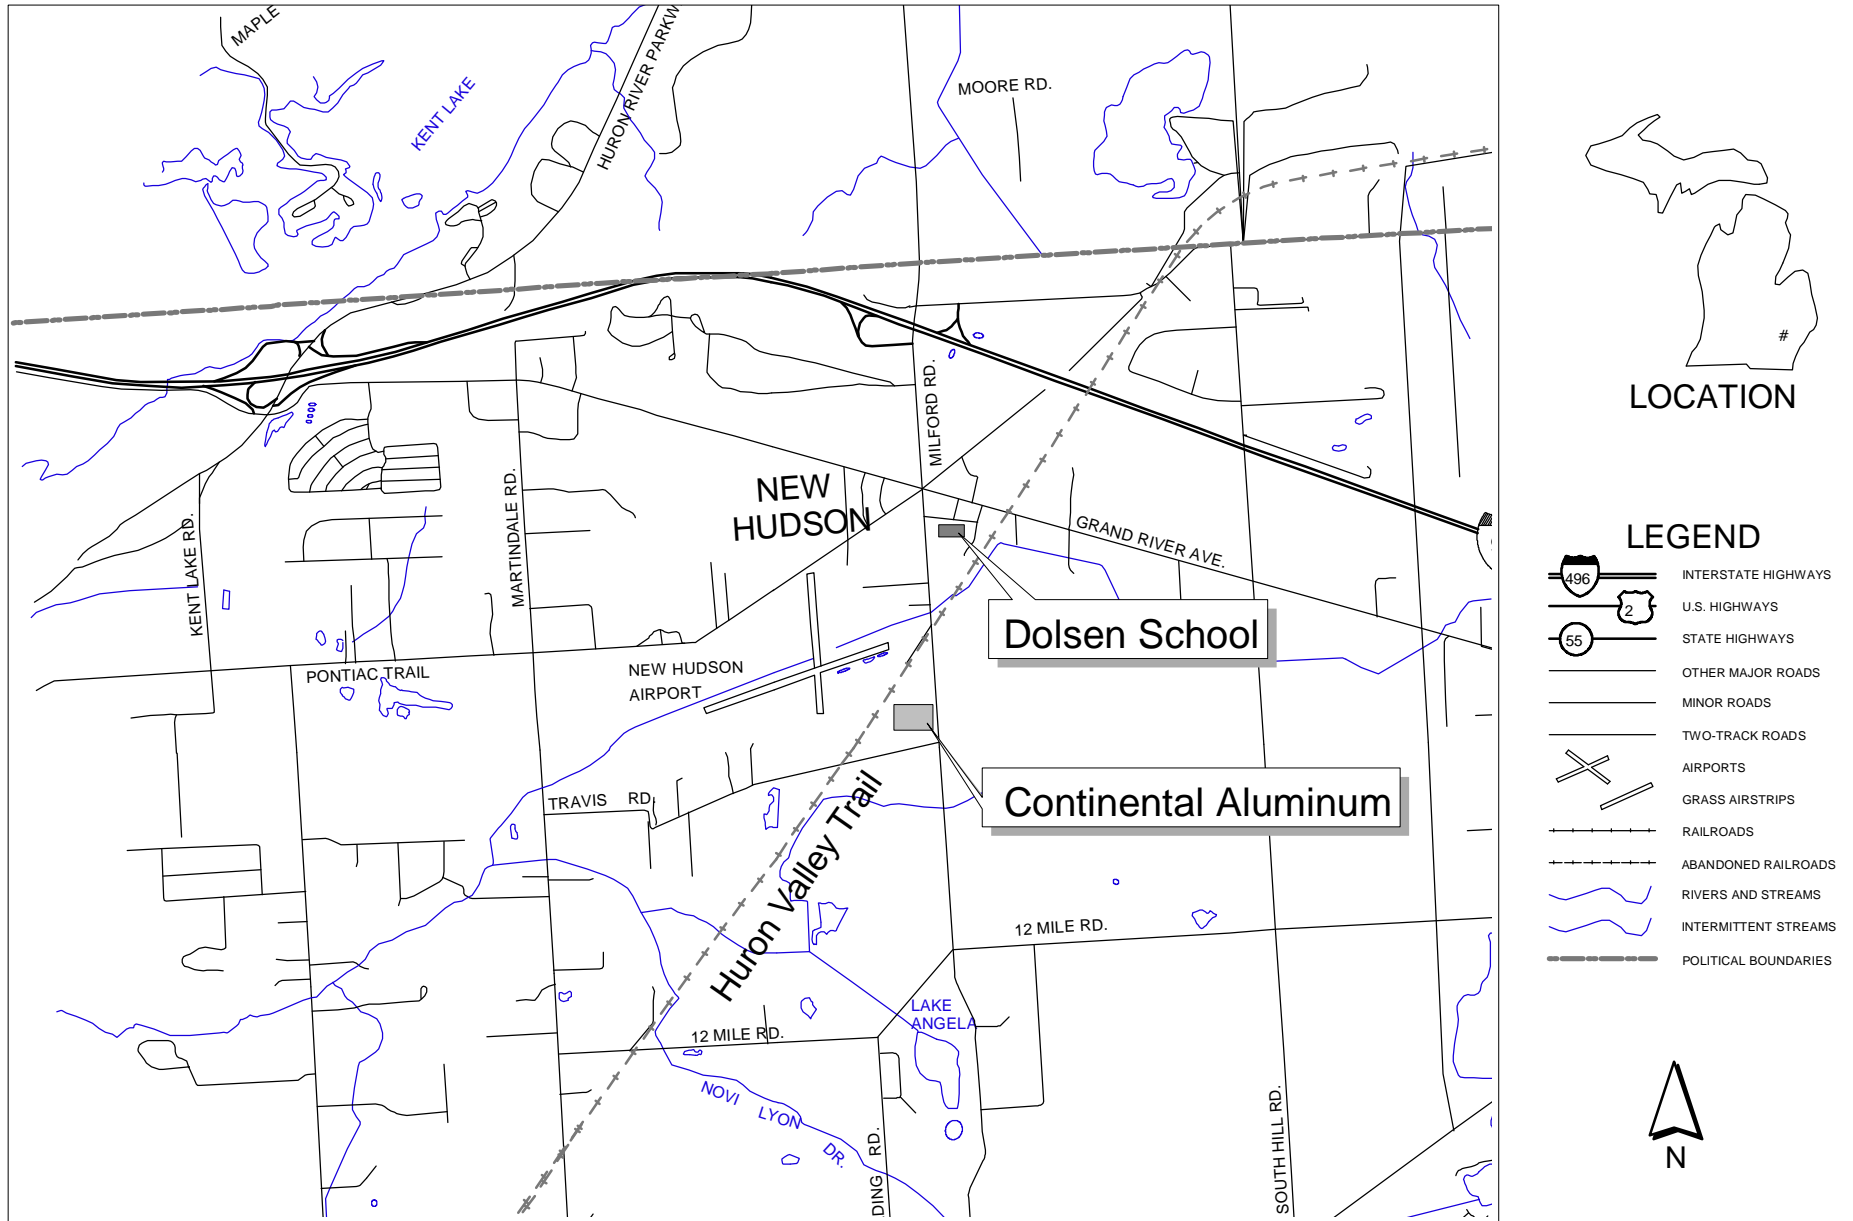 MAPLE
KENT LAKE
HURON RIVER PARKW
MOORE RD.
MILFORD RD.
NEW
HUDSON
MARTINDALE RD.
KENT LAKE RD.
GRAND RIVER AVE.
Dolsen School
PONTIAC TRAIL
NEW HUDSON
AIRPORT
Continental Aluminum
TRAVIS RD.
Huron Valley Trail
12 MILE RD.
LAKE
ANGELA
12 MILE RD.
NOVI LYON DR.
DING RD.
SOUTH HILL RD.
#
LOCATION
LEGEND
496 INTERSTATE HIGHWAYS
2 U.S. HIGHWAYS
55 STATE HIGHWAYS
OTHER MAJOR ROADS
MINOR ROADS
TWO-TRACK ROADS
AIRPORTS
GRASS AIRSTRIPS
RAILROADS
ABANDONED RAILROADS
RIVERS AND STREAMS
INTERMITTENT STREAMS
POLITICAL BOUNDARIES
N